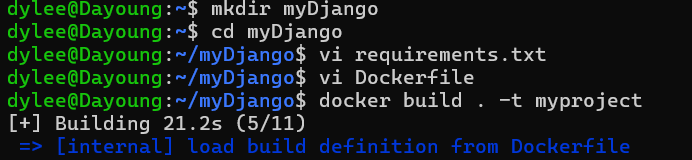 dylee@Dayoung:~$ mkdir myDjango
dylee@Dayoung:~$ cd myDjango
dylee@Dayoung:~/myDjango$ vi requirements.txt
dylee@Dayoung:~/myDjango$ vi Dockerfile
dylee@Dayoung:~/myDjango$ docker build . -t myproject
[+] Building 21.2s (5/11)
=> [internal] load build definition from Dockerfile